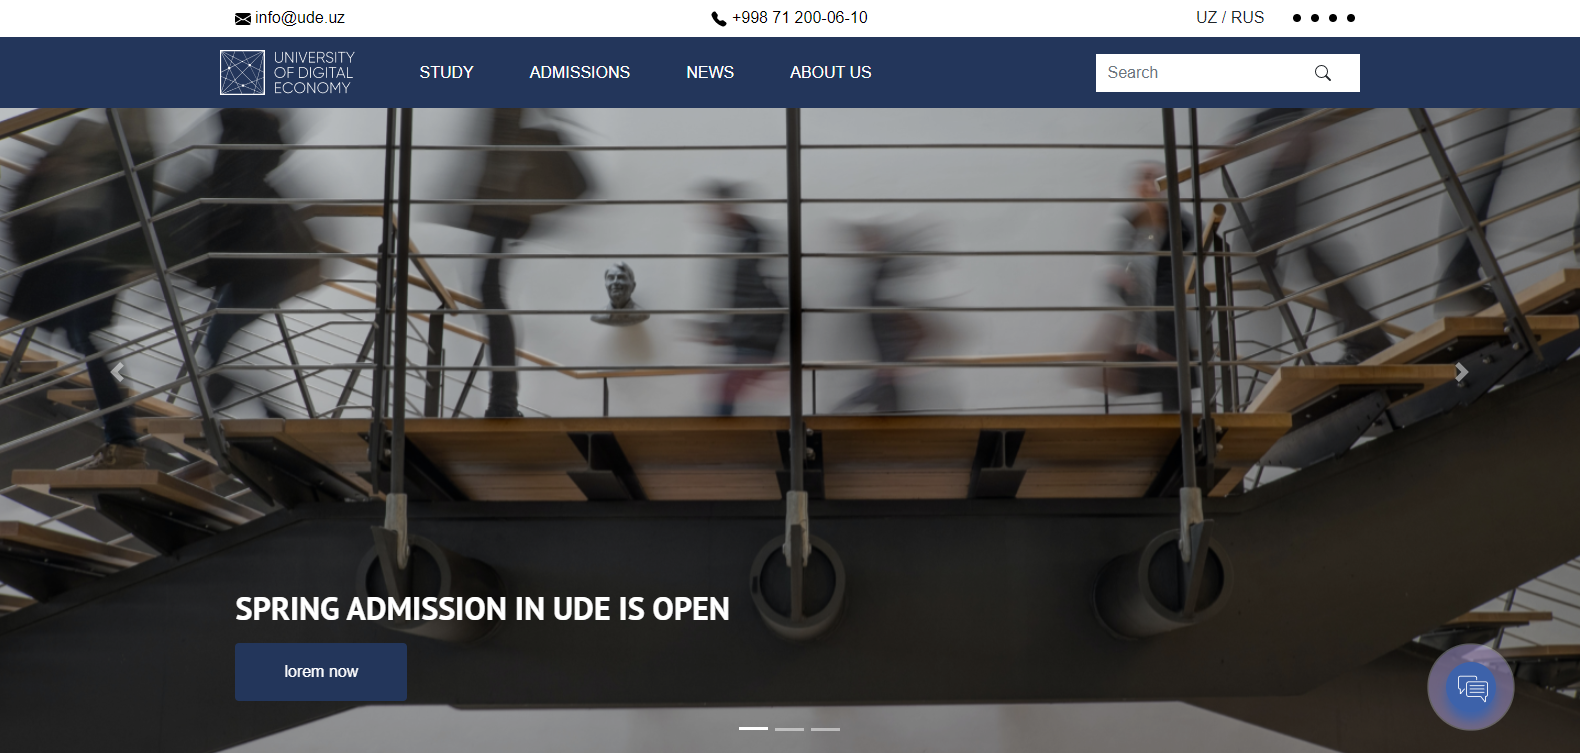 info@ude.uz
+998 71 200-06-10
UZ / RUS
UNIVERSITY
OF DIGITAL
ECONOMY
STUDY
ADMISSIONS
NEWS
ABOUT US
Search
SPRING ADMISSION IN UDE IS OPEN
lorem now